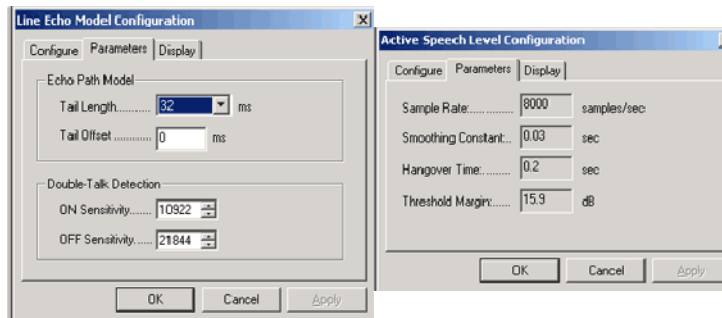 Line Echo Model Configuration
Configure Parameters Display
Echo Path Model
Tail Length........... 32 ms
Tail Offset ............ 0 ms
Double-Talk Detection
ON Sensitivity....... 10922
OFF Sensitivity...... 21844
OK Cancel Apply
Active Speech Level Configuration
Configure Parameters Display
Sample Rate:............. 8000 samples/sec
Smoothing Constant:.. 0.03 sec
Hangover Time:......... 0.2 sec
Threshold Margin:...... 15.9 dB
OK Cancel Apply